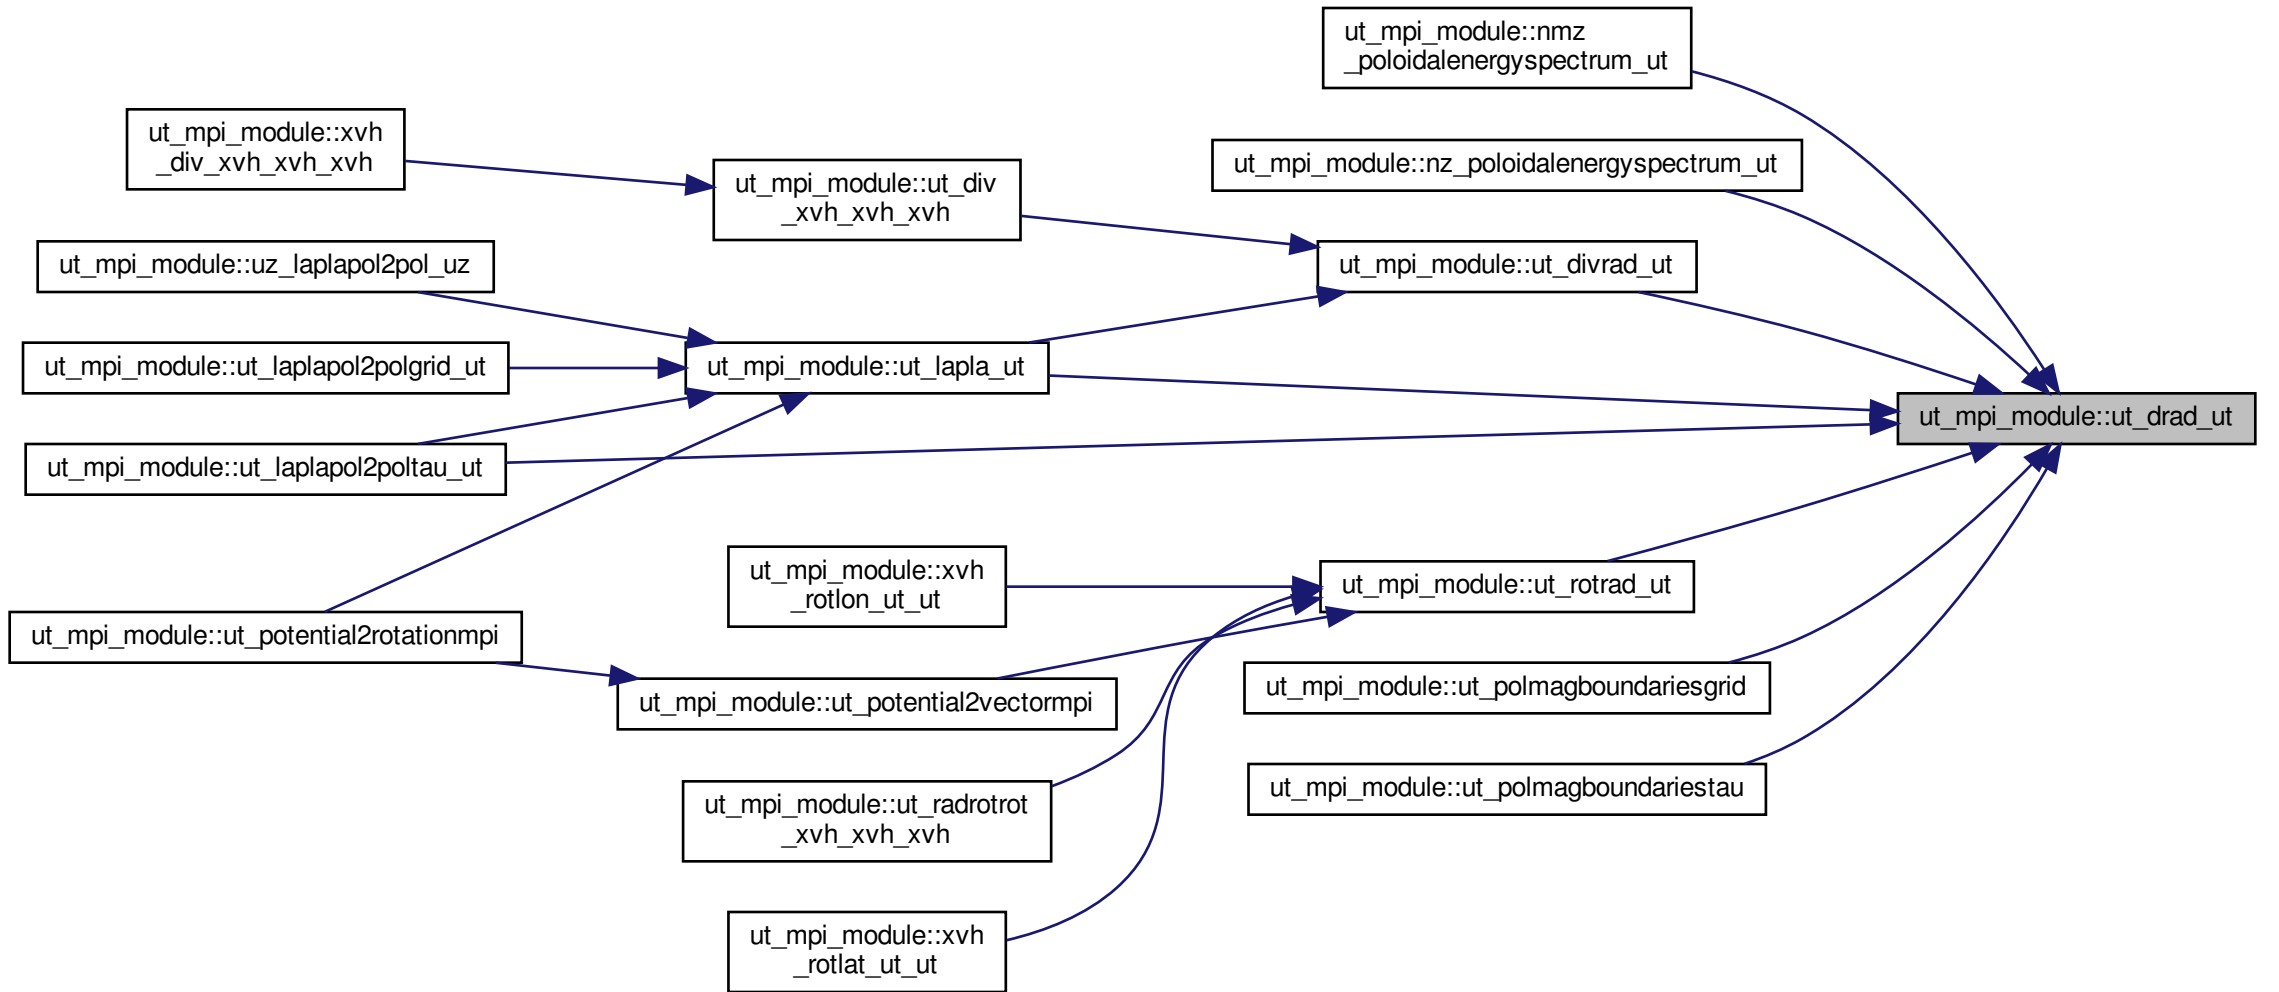 ut_mpi_module::nmz
_poloidalenergyspectrum_ut
ut_mpi_module::xvh
_div_xvh_xvh_xvh
ut_mpi_module::nz_poloidalenergyspectrum_ut
ut_mpi_module::ut_div
_xvh_xvh_xvh
ut_mpi_module::uz_laplapol2pol_uz
ut_mpi_module::ut_divrad_ut
ut_mpi_module::ut_laplapol2polgrid_ut
ut_mpi_module::ut_lapla_ut
ut_mpi_module::ut_drad_ut
ut_mpi_module::ut_laplapol2poltau_ut
ut_mpi_module::xvh
_rotlon_ut_ut
ut_mpi_module::ut_rotrad_ut
ut_mpi_module::ut_potential2rotationmpi
ut_mpi_module::ut_polmagboundariesgrid
ut_mpi_module::ut_potential2vectormpi
ut_mpi_module::ut_polmagboundariestau
ut_mpi_module::ut_radrotrot
_xvh_xvh_xvh
ut_mpi_module::xvh
_rotlat_ut_ut